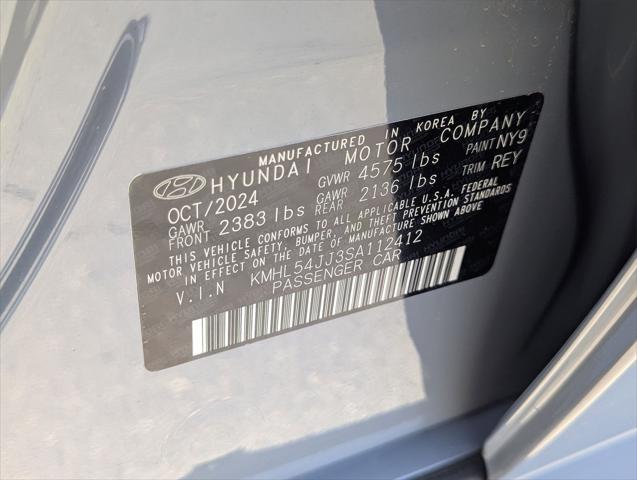 MANUFACTURED IN KOREA BY
HYUNDAI MOTOR COMPANY
OCT/2024 GVWR 4575 lbs PAINT NY9
GAWR FRONT 2383 lbs GAWR REAR 2136 lbs TRIM REY
THIS VEHICLE CONFORMS TO ALL APPLICABLE U.S.A. FEDERAL
MOTOR VEHICLE SAFETY, BUMPER, AND THEFT PREVENTION STANDARDS
IN EFFECT ON THE DATE OF MANUFACTURE SHOWN ABOVE.
V.I.N KMHL54JJ3SA112412
PASSENGER CAR